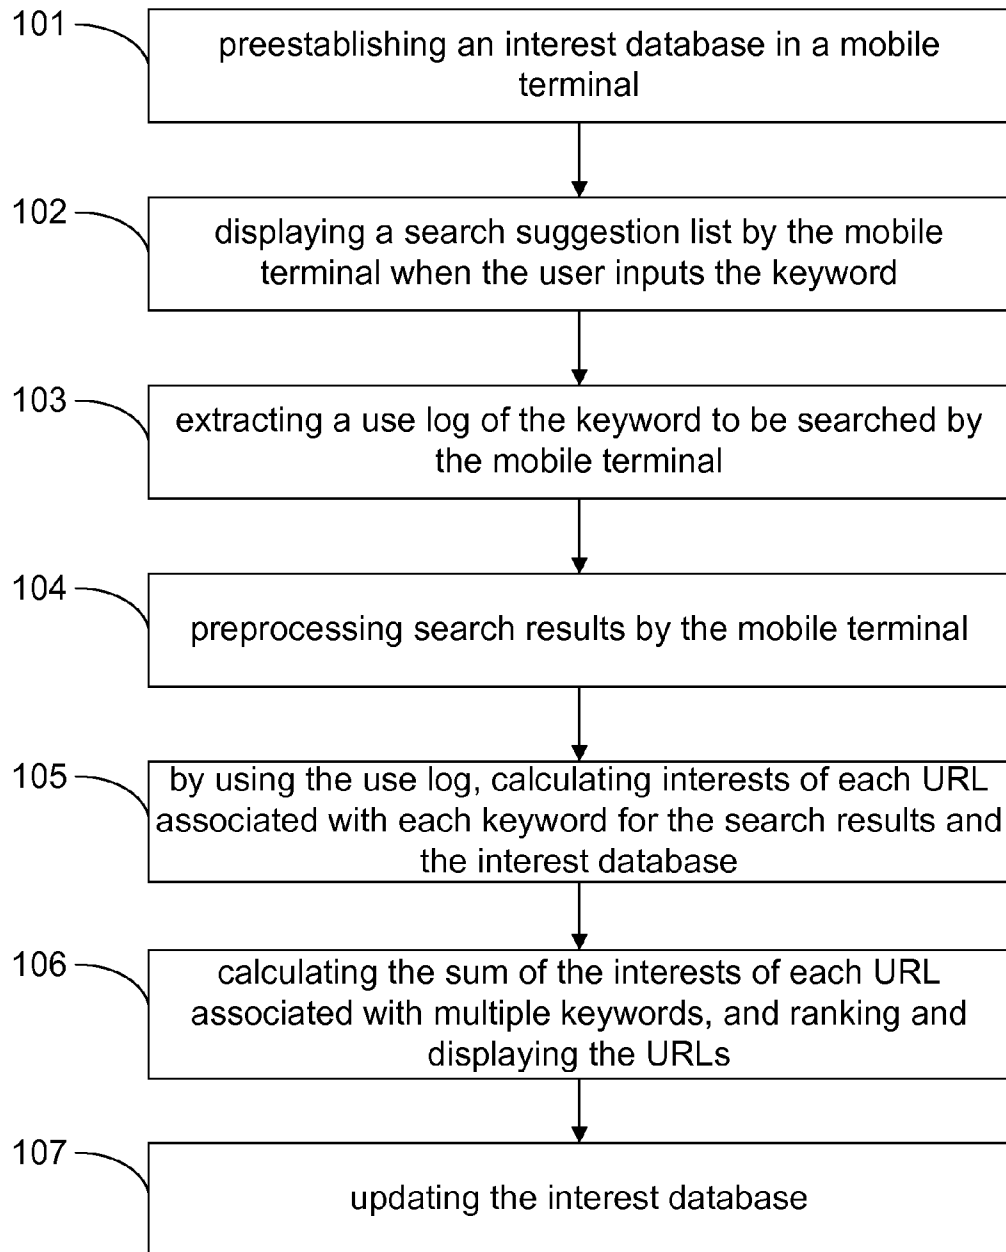 101
preestablishing an interest database in a mobile
terminal
102
displaying a search suggestion list by the mobile
terminal when the user inputs the keyword
103
extracting a use log of the keyword to be searched by
the mobile terminal
104
preprocessing search results by the mobile terminal
105
by using the use log, calculating interests of each URL
associated with each keyword for the search results and
the interest database
106
calculating the sum of the interests of each URL
associated with multiple keywords, and ranking and
displaying the URLs
107
updating the interest database